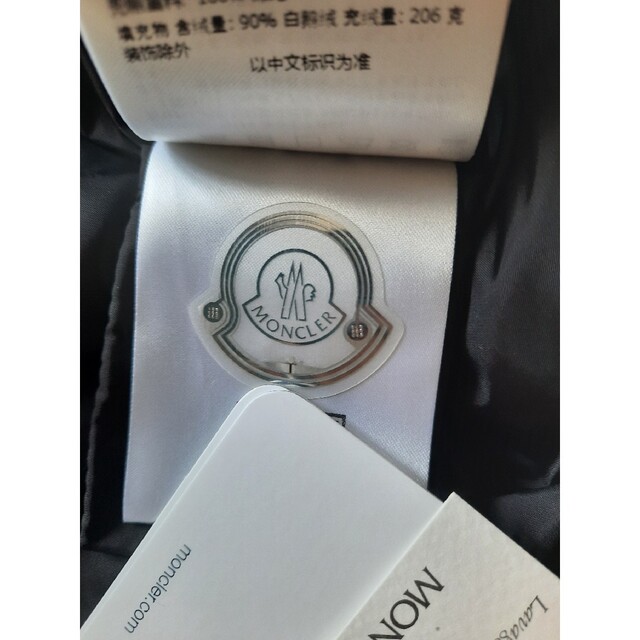 填充物 含绒量: 90% 白鹅绒 充绒量: 206 克
装饰除外
以中文标识为准
MONCLER
T
moncler.com
MON